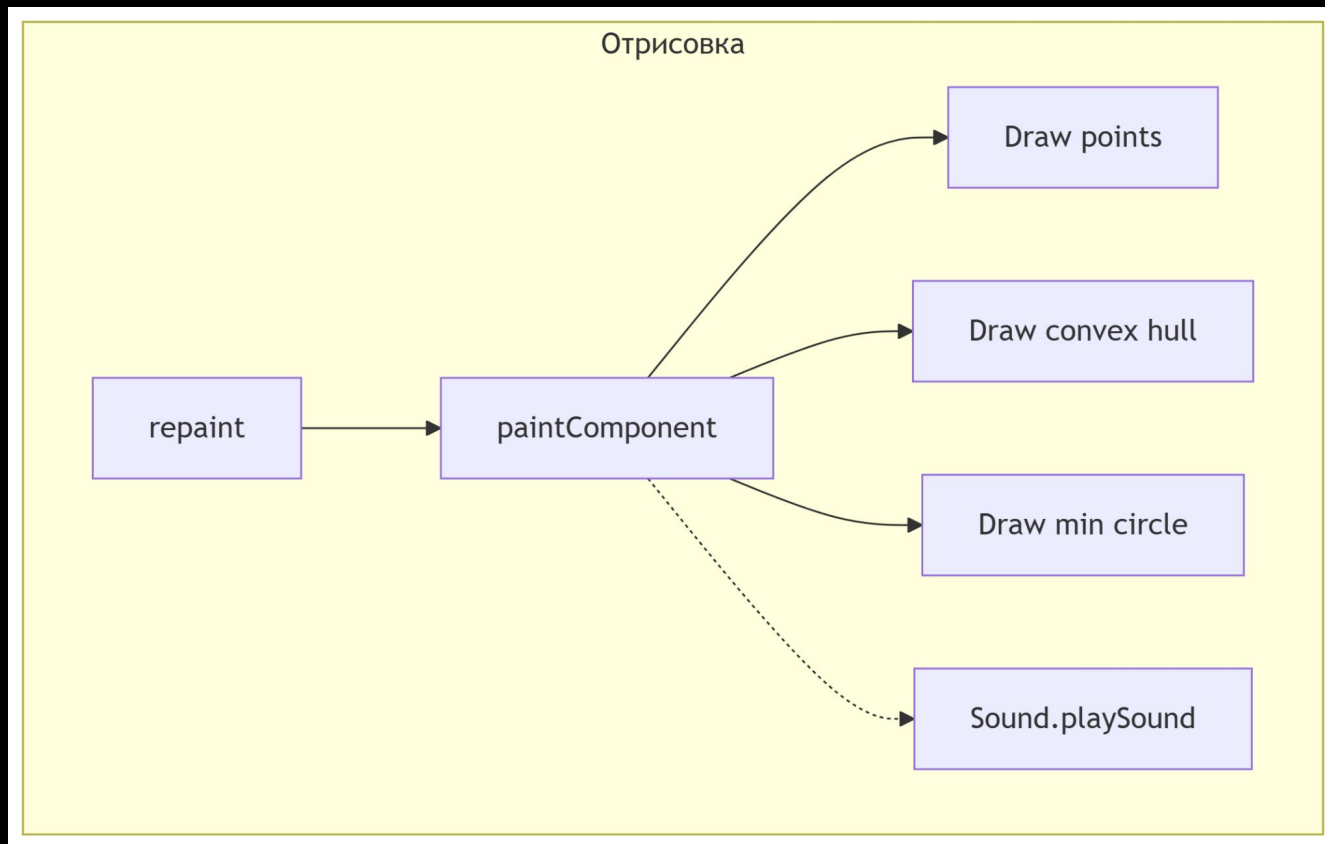 Отрисовка
Draw points
Draw convex hull
repaint
paintComponent
Draw min circle
Sound.playSound